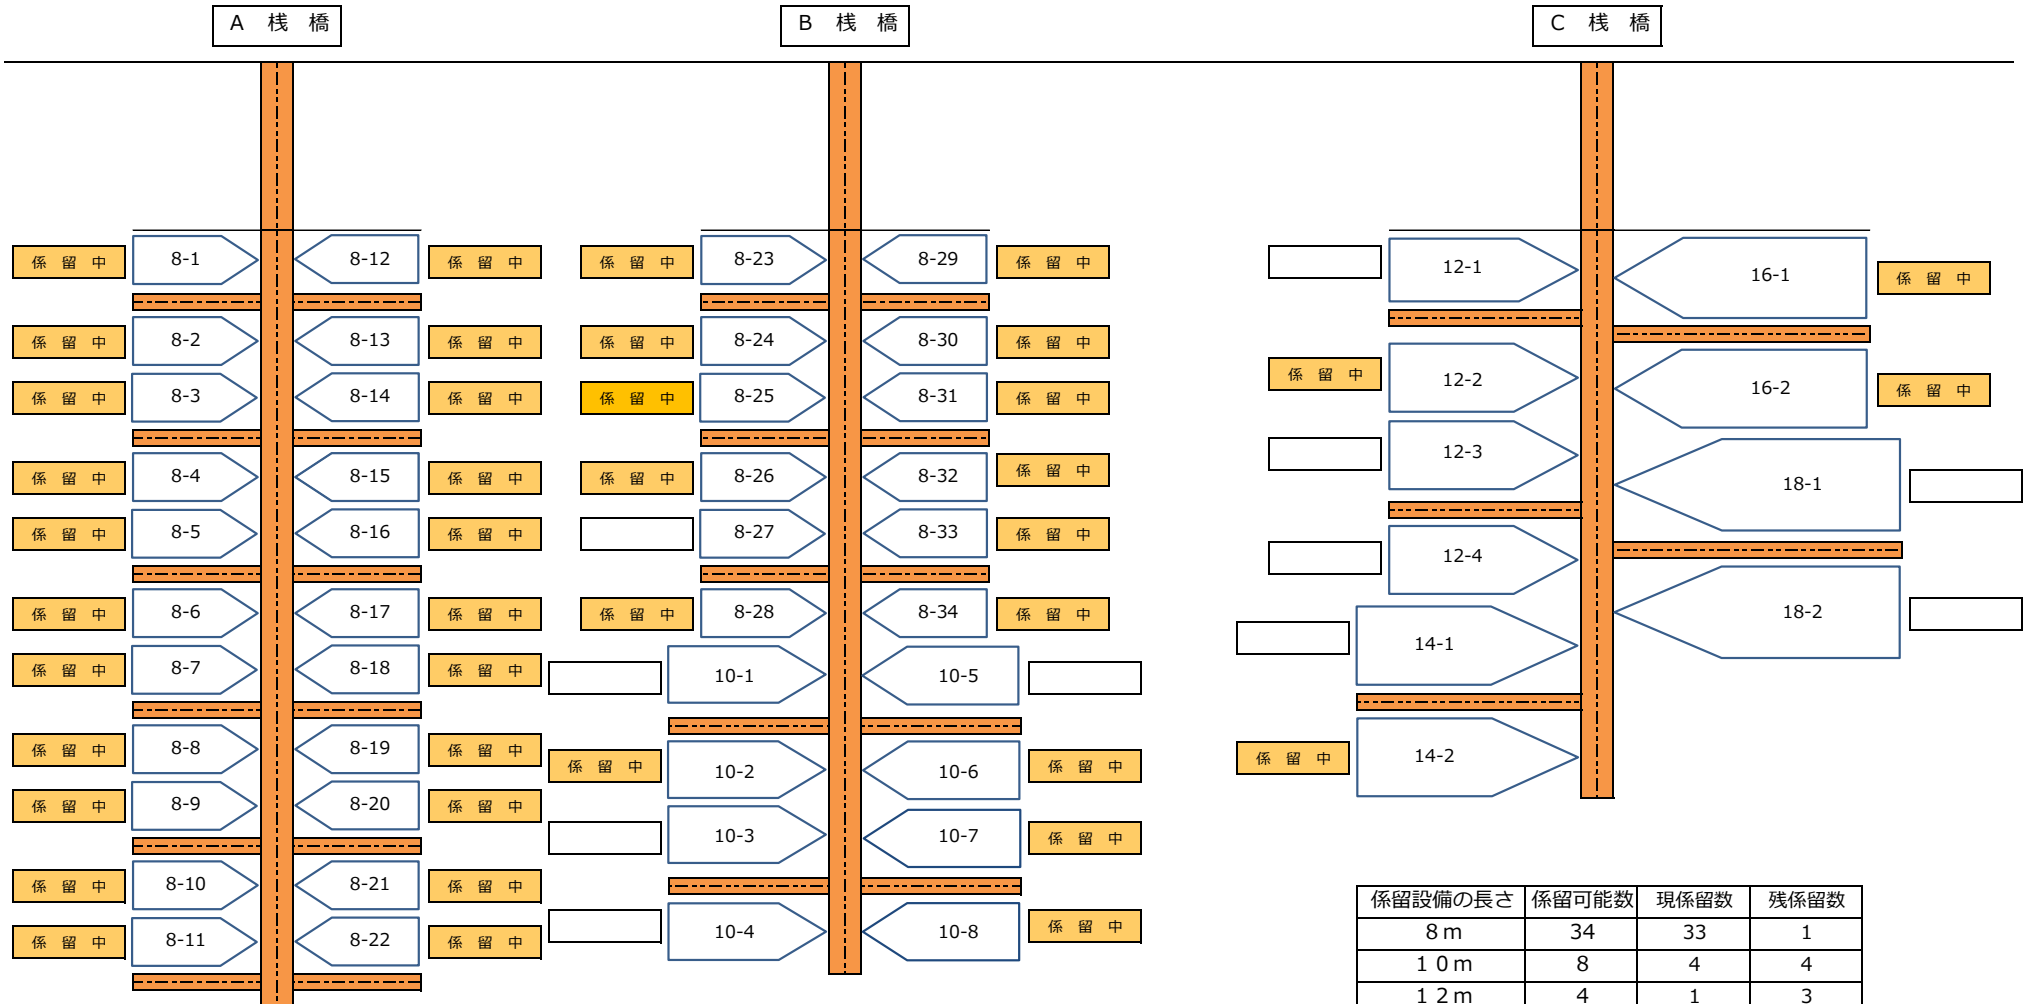 A 桟 橋 B 桟 橋 C 桟 橋
係 留 中 8-1 8-12 係 留 中 係 留 中 8-23 8-29 係 留 中 12-1 16-1 係 留 中
係 留 中 8-2 8-13 係 留 中 係 留 中 8-24 8-30 係 留 中
係 留 中 12-2 16-2 係 留 中
係 留 中 8-3 8-14 係 留 中 係 留 中 8-25 8-31 係 留 中
12-3
係 留 中 8-4 8-15 係 留 中 係 留 中 8-26 8-32 係 留 中 18-1
係 留 中 8-5 8-16 係 留 中 8-27 8-33 係 留 中
12-4
係 留 中 8-6 8-17 係 留 中 係 留 中 8-28 8-34 係 留 中 18-2
14-1
係 留 中 8-7 8-18 係 留 中 10-1 10-5
係 留 中 8-8 8-19 係 留 中 係 留 中 10-2 10-6 係 留 中 係 留 中 14-2
係 留 中 8-9 8-20 係 留 中
10-3 10-7 係 留 中
係 留 中 8-10 8-21 係 留 中
係 留 中 8-11 8-22 係 留 中 10-4 10-8 係 留 中
係留設備の長さ 係留可能数 現係留数 残係留数
8ｍ 34 33 1
１０ｍ 8 4 4
１２ｍ 4 1 3